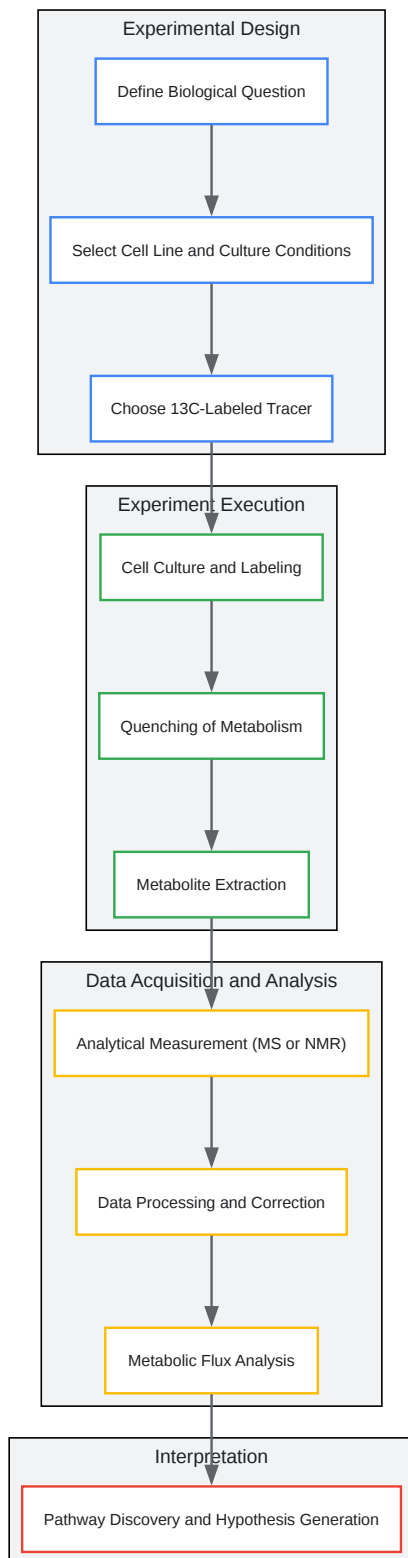 Experimental Design
Define Biological Question
Select Cell Line and Culture Conditions
Choose 13C-Labeled Tracer
Experiment Execution
Cell Culture and Labeling
Quenching of Metabolism
Metabolite Extraction
Data Acquisition and Analysis
Analytical Measurement (MS or NMR)
Data Processing and Correction
Metabolic Flux Analysis
Interpretation
Pathway Discovery and Hypothesis Generation